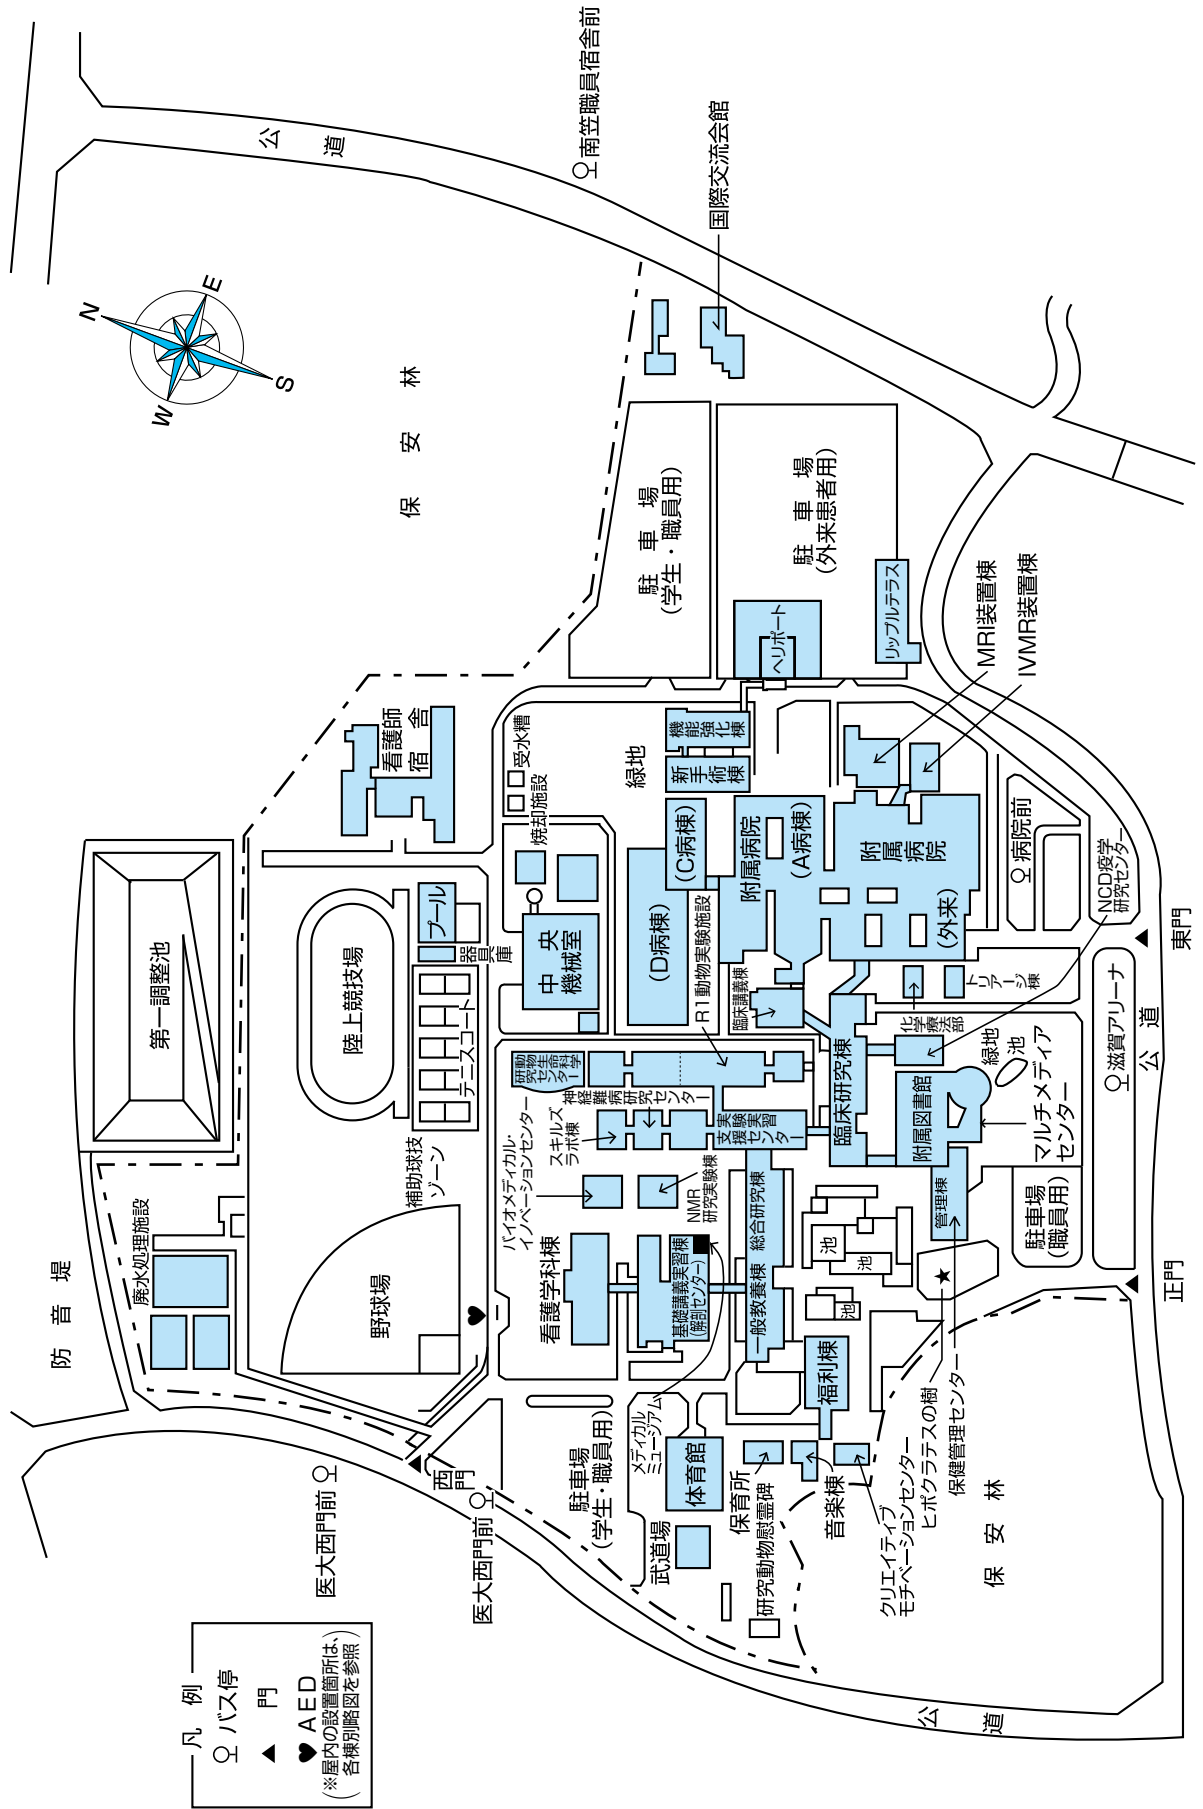 公　道
南笠職員宿舎前
国際交流会館
N
E
S
W
保　安　林
駐　車　場
(学生・職員用)
駐　車　場
(外来患者用)
ヘリポート
リップルテラス
MRI装置棟
IVMR装置棟
看護師
宿　舎
受水槽
焼却施設
緑地
機能強化棟
新手術棟
(C病棟)
附属病院
(A病棟)
附属
病院
(外来)
病院前
NCD疫学
研究センター
東門
第一調整池
陸上競技場
プール
器具庫
テニスコート
中　央
機械室
(D病棟)
R1動物実験施設
臨床講義棟
化学療法部
トリアージ棟
滋賀アリーナ
公　道
動物生命科学
研究センター
神経難病研究センター
バイオメディカル・
イノベーションセンター
スキルズ
ラボ棟
実験実習
支援センター
臨床研究棟
附属図書館
緑地
池
マルチメディア
センター
補助球技
ゾーン
NMR
研究実験棟
総合研究棟
管理棟
駐車場
(職員用)
廃水処理施設
防　音　堤
野球場
看護学科棟
基礎講義実習棟
(解剖センター)
一般教養棟
池
池
池
正門
福利棟
メディカル
ミュージアム
駐車場
(学生・職員用)
体育館
武道場
保育所
研究動物慰霊碑
音楽棟
クリエイティブ
モチベーションセンター
ヒポクラテスの樹
保健管理センター
保　安　林
西門
医大西門前
医大西門前
公　道
凡　例
バス停
門
AED
(※屋内の設置箇所は、
各棟別略図を参照)